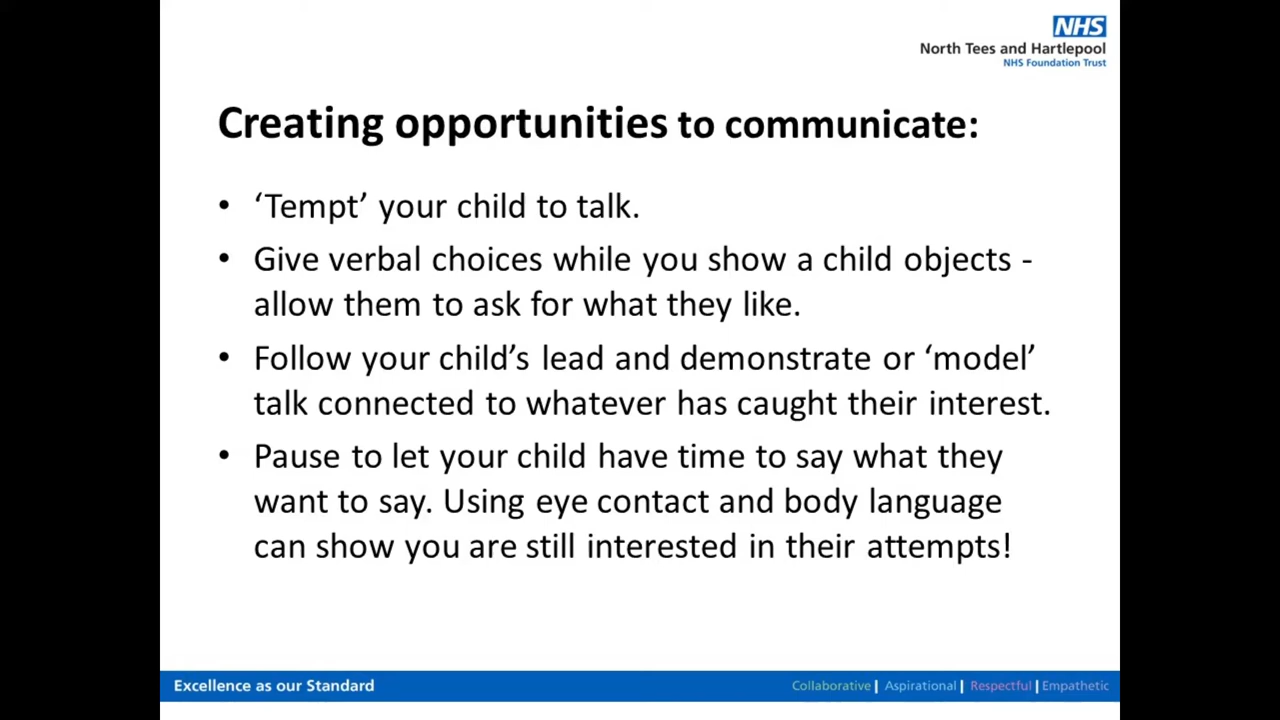 NHS
North Tees and Hartlepool
NHS Foundation Trust
Creating opportunities to communicate:
• ‘Tempt’ your child to talk.
• Give verbal choices while you show a child objects -
allow them to ask for what they like.
• Follow your child’s lead and demonstrate or ‘model’
talk connected to whatever has caught their interest.
• Pause to let your child have time to say what they
want to say. Using eye contact and body language
can show you are still interested in their attempts!
Excellence as our Standard
Collaborative | Aspirational | Respectful | Empathetic